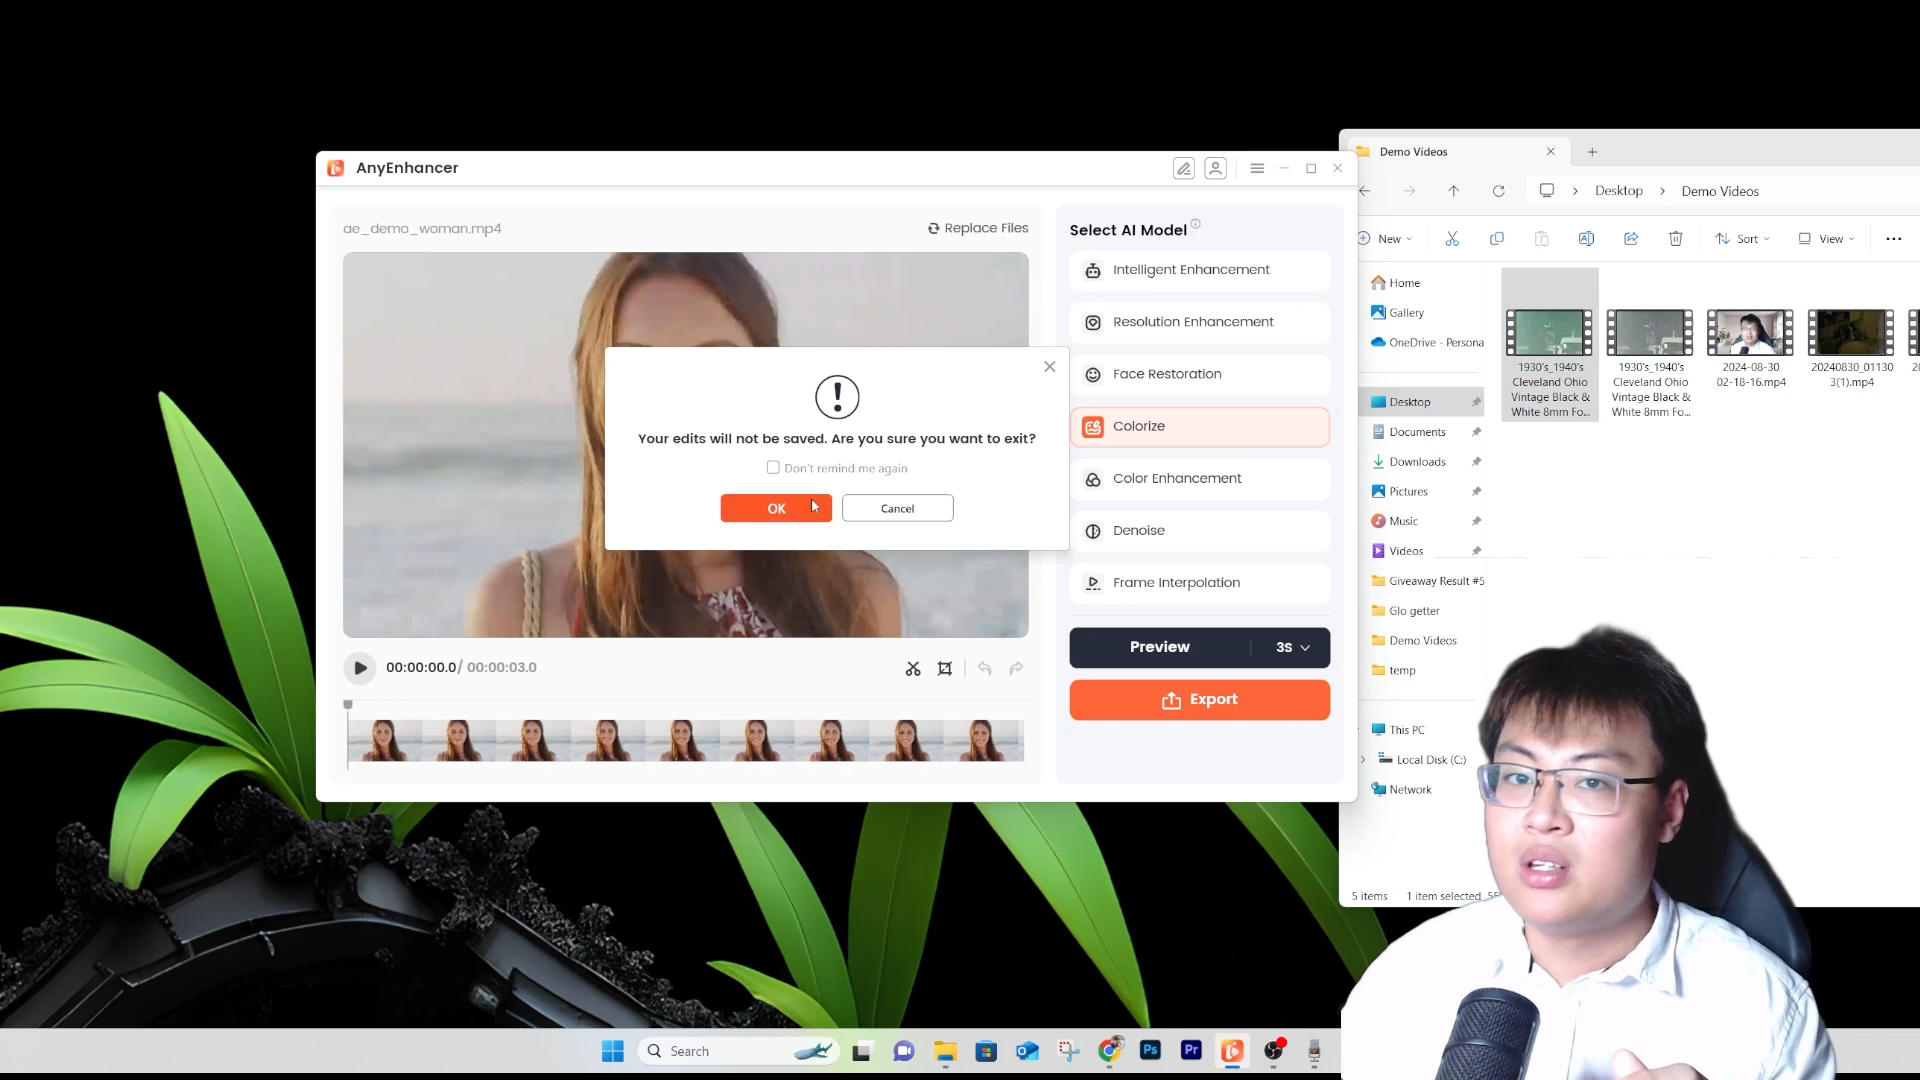 AnyEnhancer
ae_demo_woman.mp4
Replace Files
Your edits will not be saved. Are you sure you want to exit?
Don't remind me again
OK
Cancel
00:00:00.0/ 00:00:03.0
Select AI Model
Intelligent Enhancement
Resolution Enhancement
Face Restoration
Colorize
Color Enhancement
Denoise
Frame Interpolation
Preview
3S
Export
Demo Videos
Desktop
Demo Videos
New
Sort
View
Home
Gallery
OneDrive - Persona
Desktop
Documents
Downloads
Pictures
Music
Videos
Giveaway Result #5
Glo getter
Demo Videos
temp
This PC
Local Disk (C:)
Network
1930's_1940's
Cleveland Ohio
Vintage Black &
White 8mm Fo...
1930's_1940's
Cleveland Ohio
Vintage Black &
White 8mm Fo...
2024-08-30
02-18-16.mp4
20240830_01130
3(1).mp4
5 items
1 item selected
Search
Ps
Pr